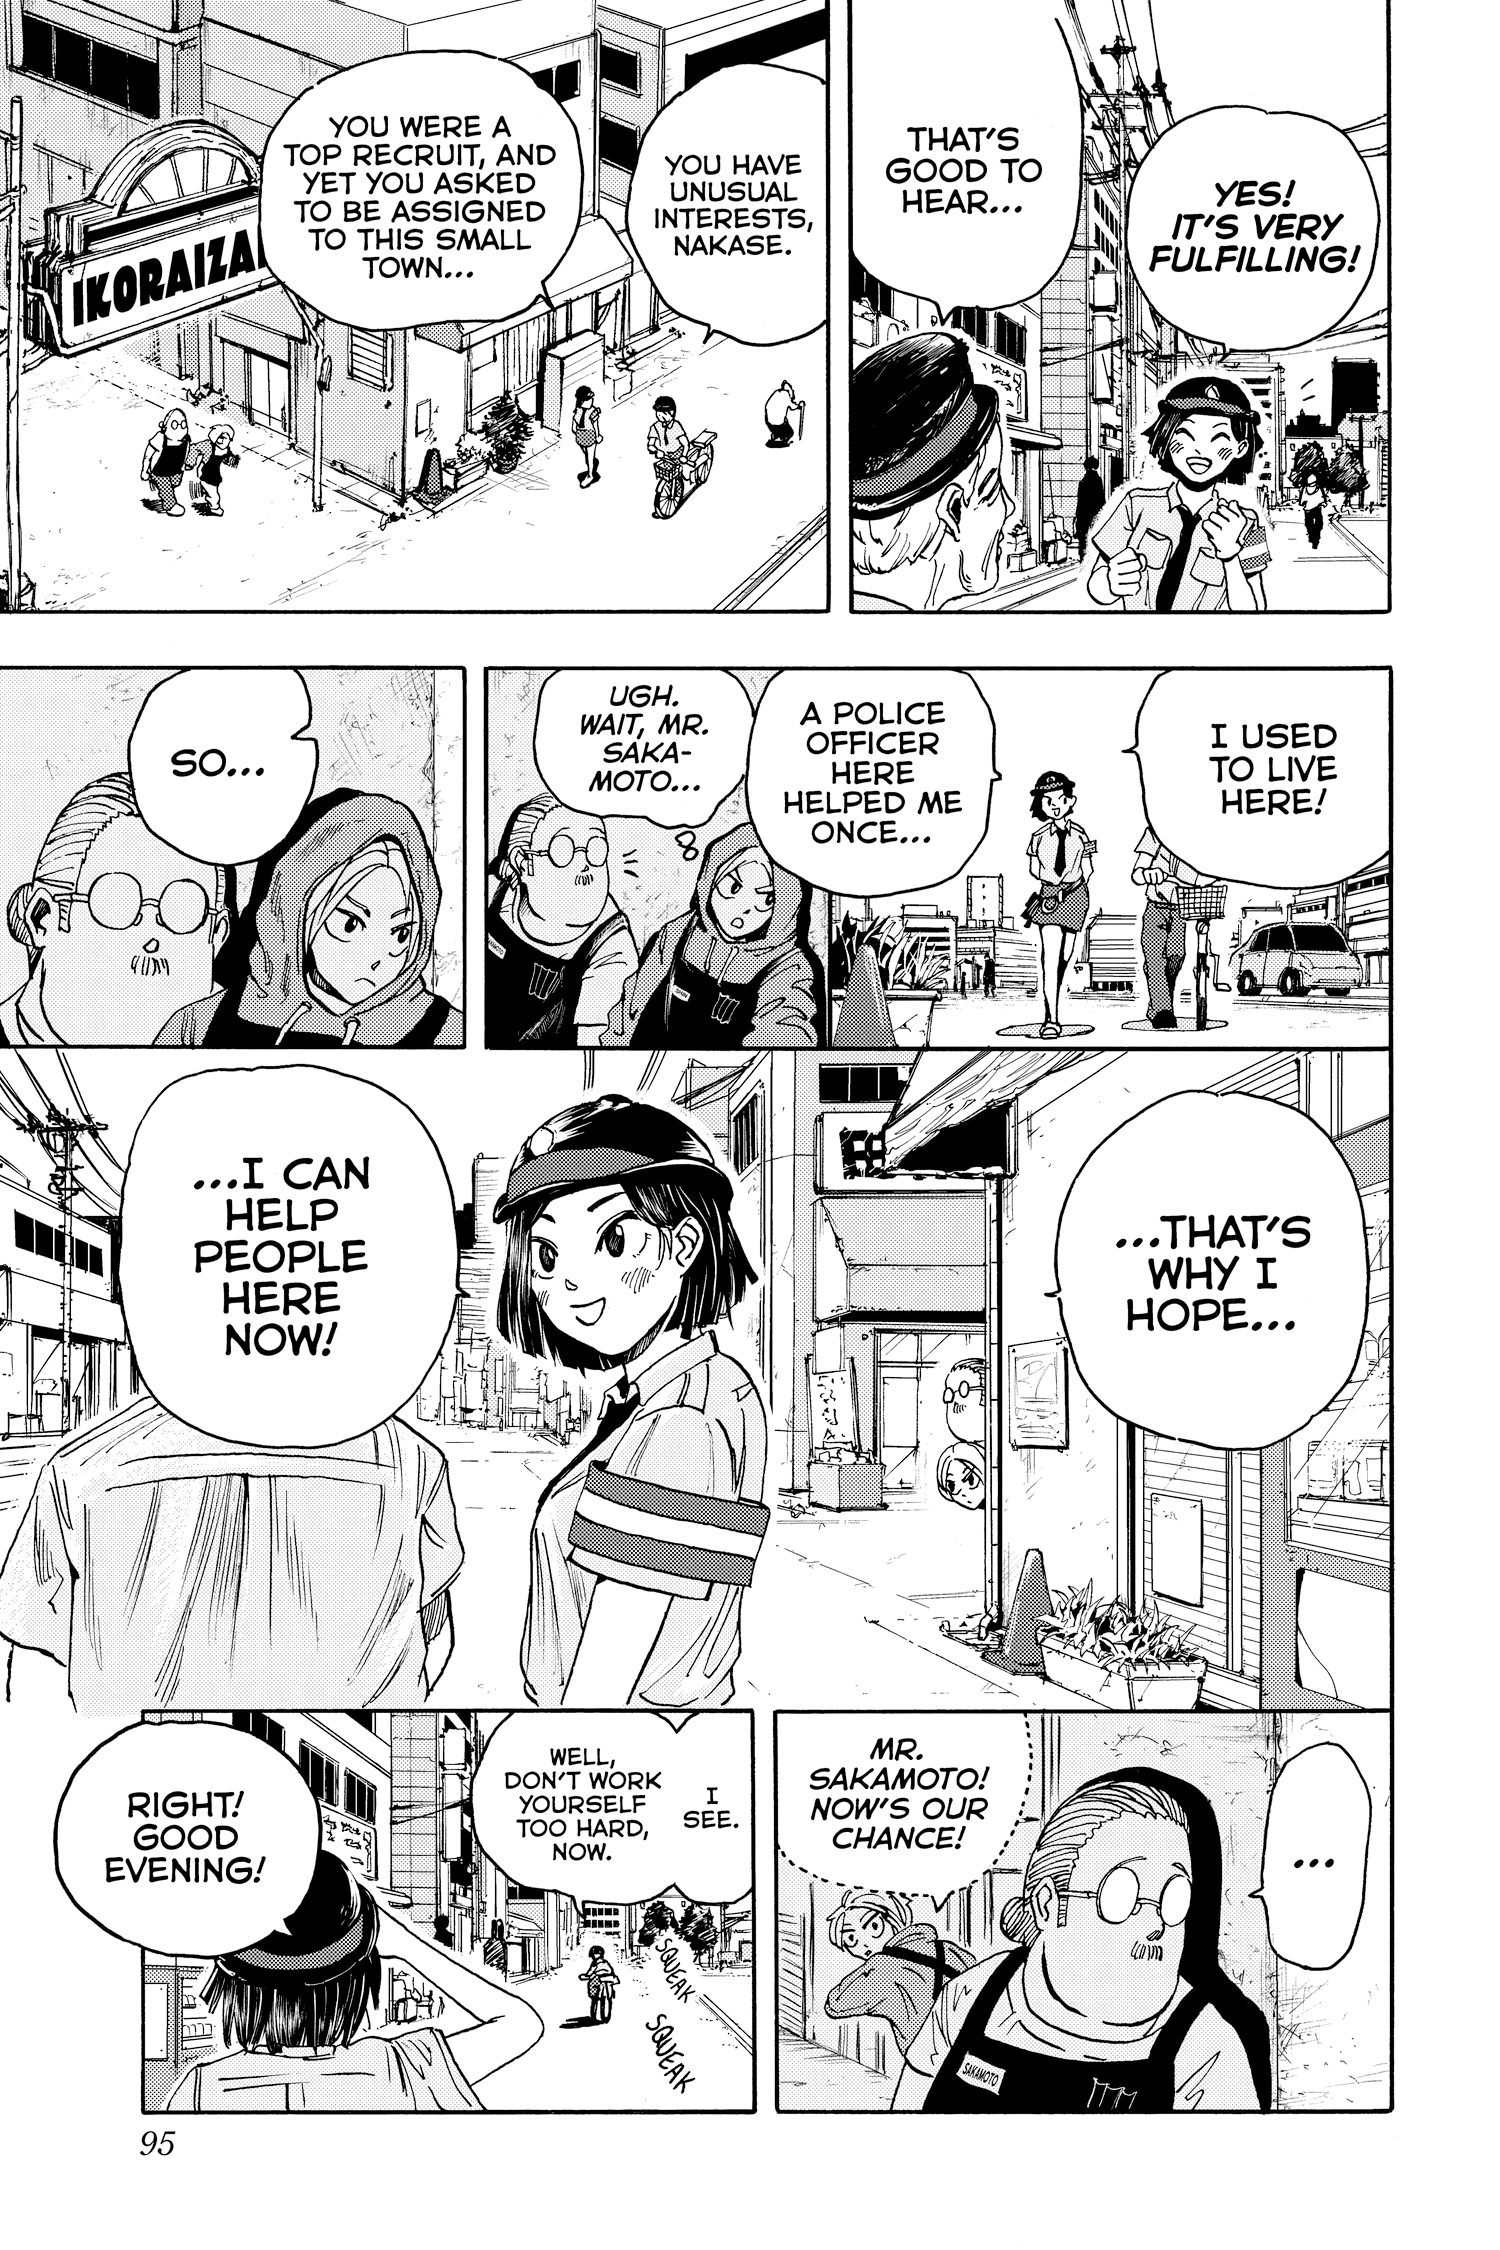 YES!
IT'S VERY
FULFILLING!
THAT'S
GOOD TO
HEAR...
YOU HAVE
UNUSUAL
INTERESTS,
NAKASE.
YOU WERE A
TOP RECRUIT, AND
YET YOU ASKED
TO BE ASSIGNED
TO THIS SMALL
TOWN...
IKORAIZA
I USED
TO LIVE
HERE!
A POLICE
OFFICER
HERE
HELPED ME
ONCE...
UGH.
WAIT, MR.
SAKA-
MOTO...
SAKAMOTO
SHIN
SO...
...THAT'S
WHY I
HOPE...
...I CAN
HELP
PEOPLE
HERE
NOW!
...
MR.
SAKAMOTO!
NOW'S OUR
CHANCE!
SAKAMOTO
I
SEE.
WELL,
DON'T WORK
YOURSELF
TOO HARD,
NOW.
SQUEAK
SQUEAK
RIGHT!
GOOD
EVENING!
95